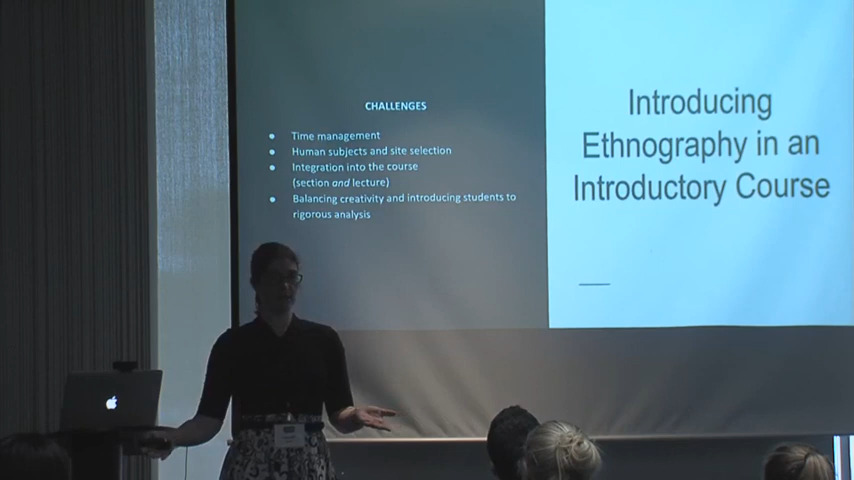 CHALLENGES
● Time management
● Human subjects and site selection
● Integration into the course
(section and lecture)
● Balancing creativity and introducing students to
rigorous analysis
Introducing
Ethnography in an
Introductory Course